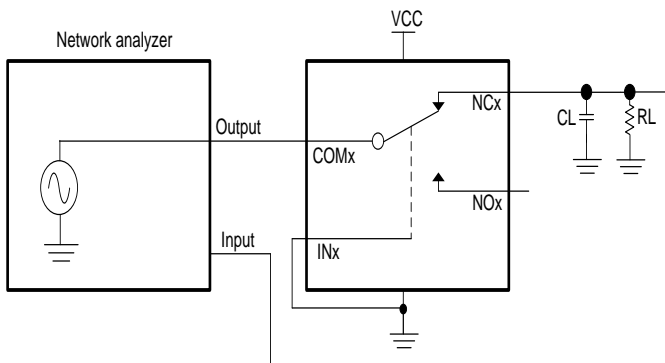 VCC
Network analyzer
NCx
CL
RL
Output
COMx
NOx
Input
INx